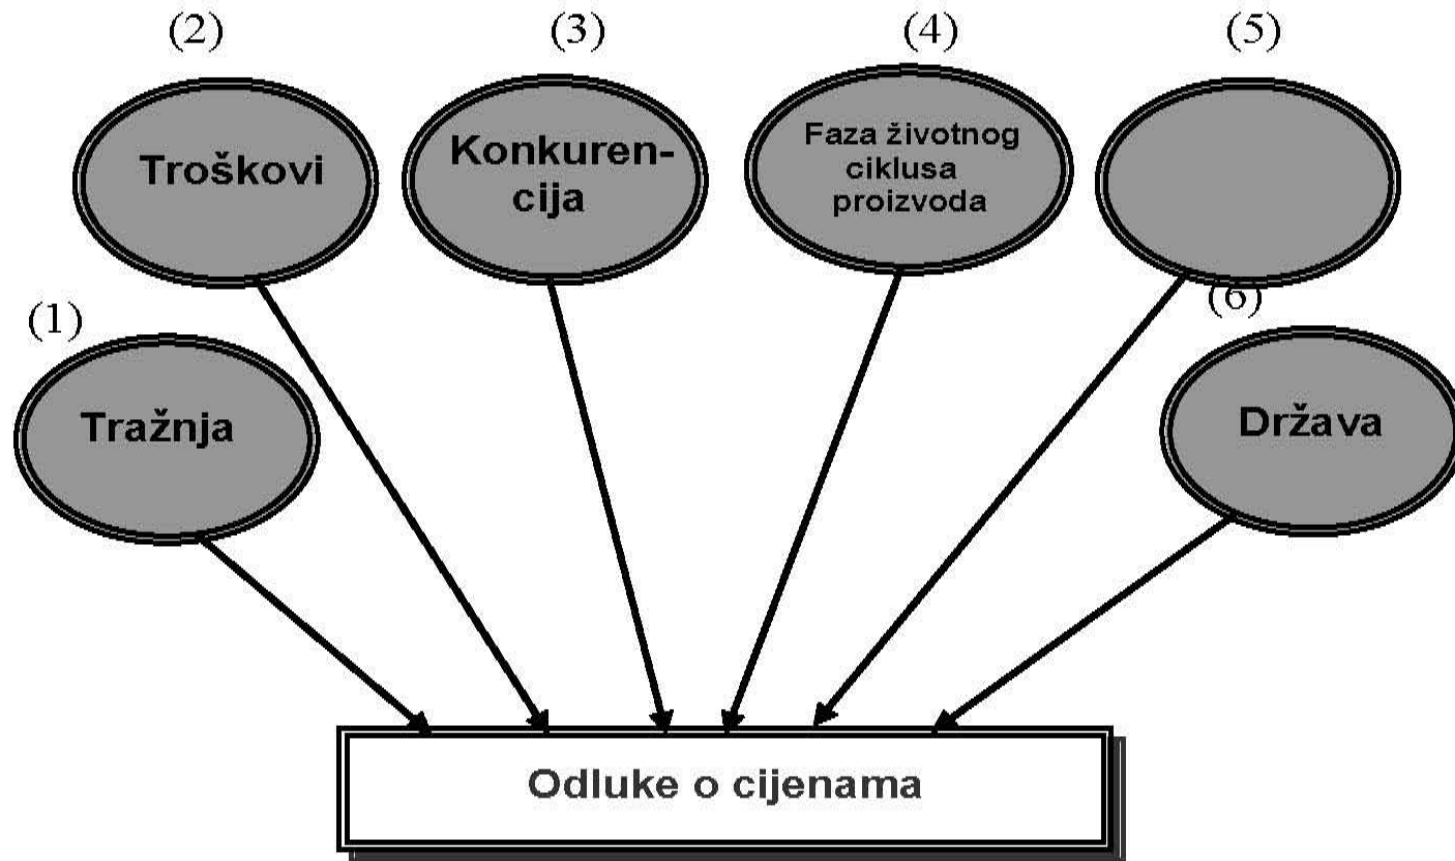 (2)
(3)
(4)
(5)
Troškovi
Konkuren-
cija
Faza životnog
ciklusa
proizvoda
(1)
(6)
Tražnja
Država
Odluke o cijenama